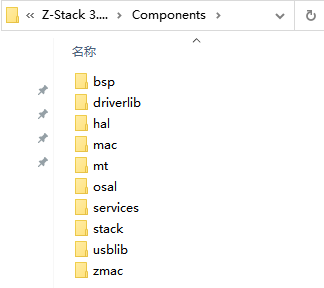 « Z-Stack 3.... > Components >
名称
bsp
driverlib
hal
mac
mt
osal
services
stack
usblib
zmac